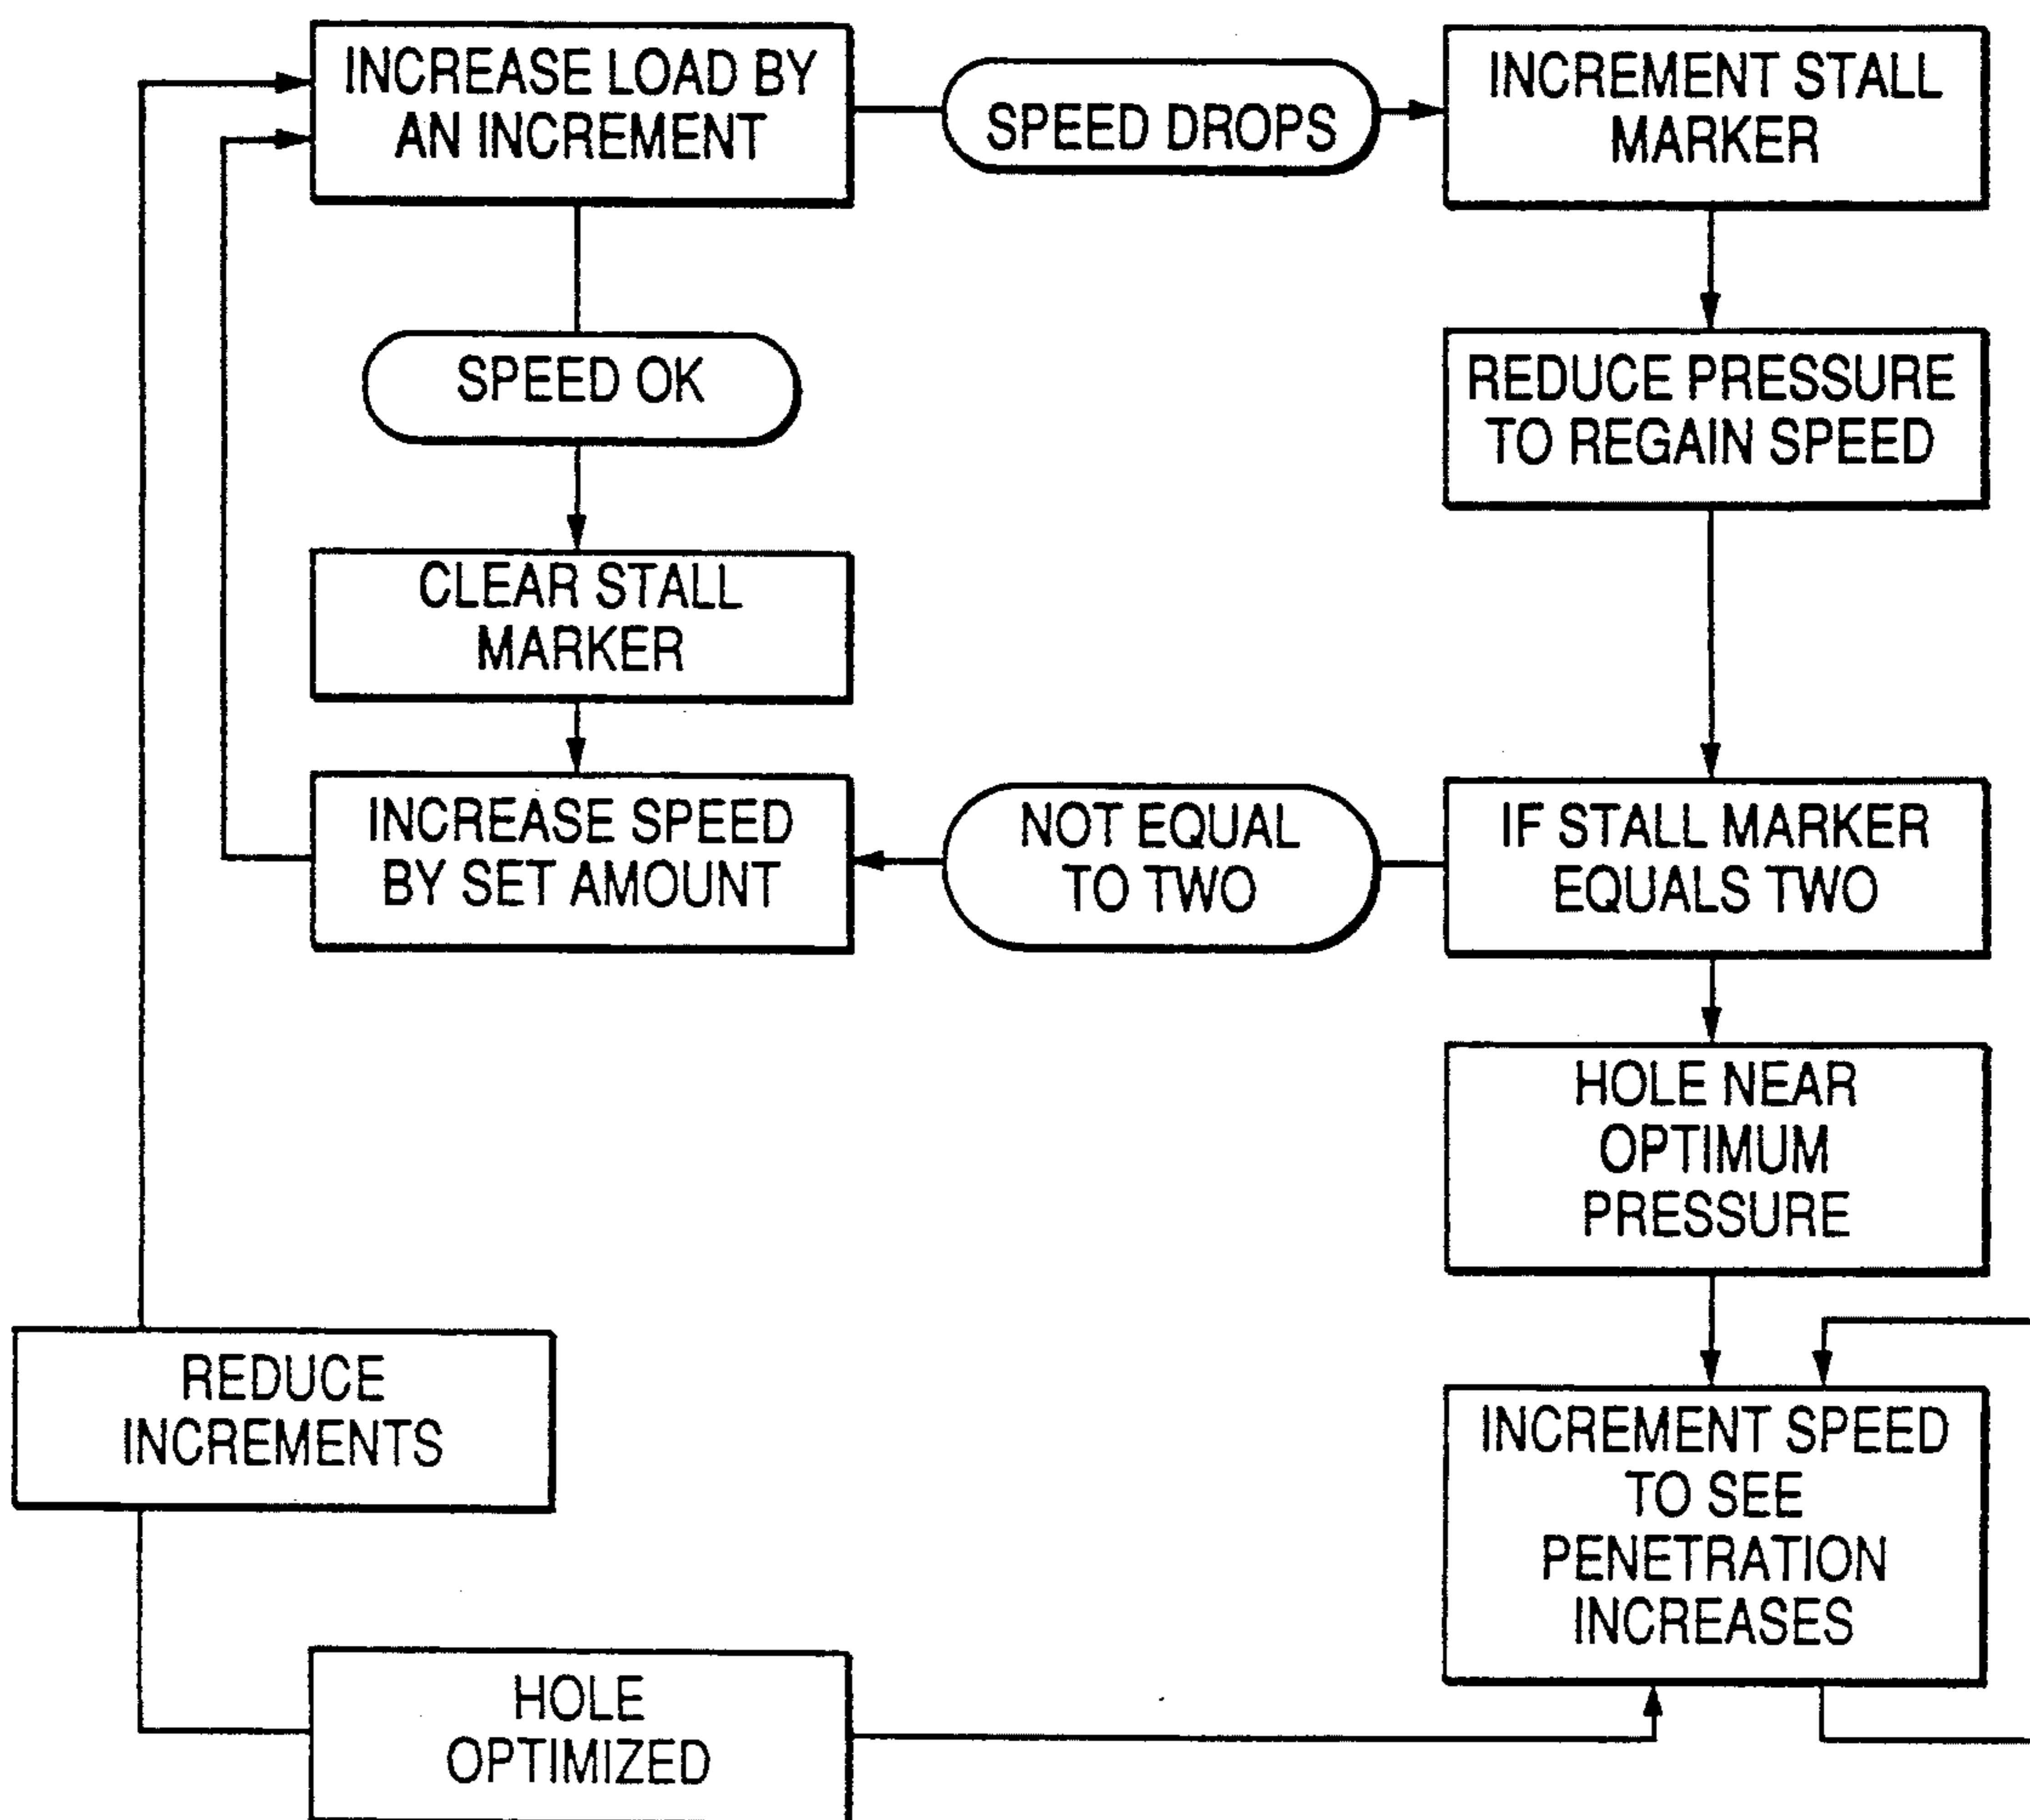 INCREASE LOAD BY
AN INCREMENT
SPEED DROPS
INCREMENT STALL
MARKER
SPEED OK
REDUCE PRESSURE
TO REGAIN SPEED
CLEAR STALL
MARKER
INCREASE SPEED
BY SET AMOUNT
NOT EQUAL
TO TWO
IF STALL MARKER
EQUALS TWO
HOLE NEAR
OPTIMUM
PRESSURE
REDUCE
INCREMENTS
INCREMENT SPEED
TO SEE
PENETRATION
INCREASES
HOLE
OPTIMIZED